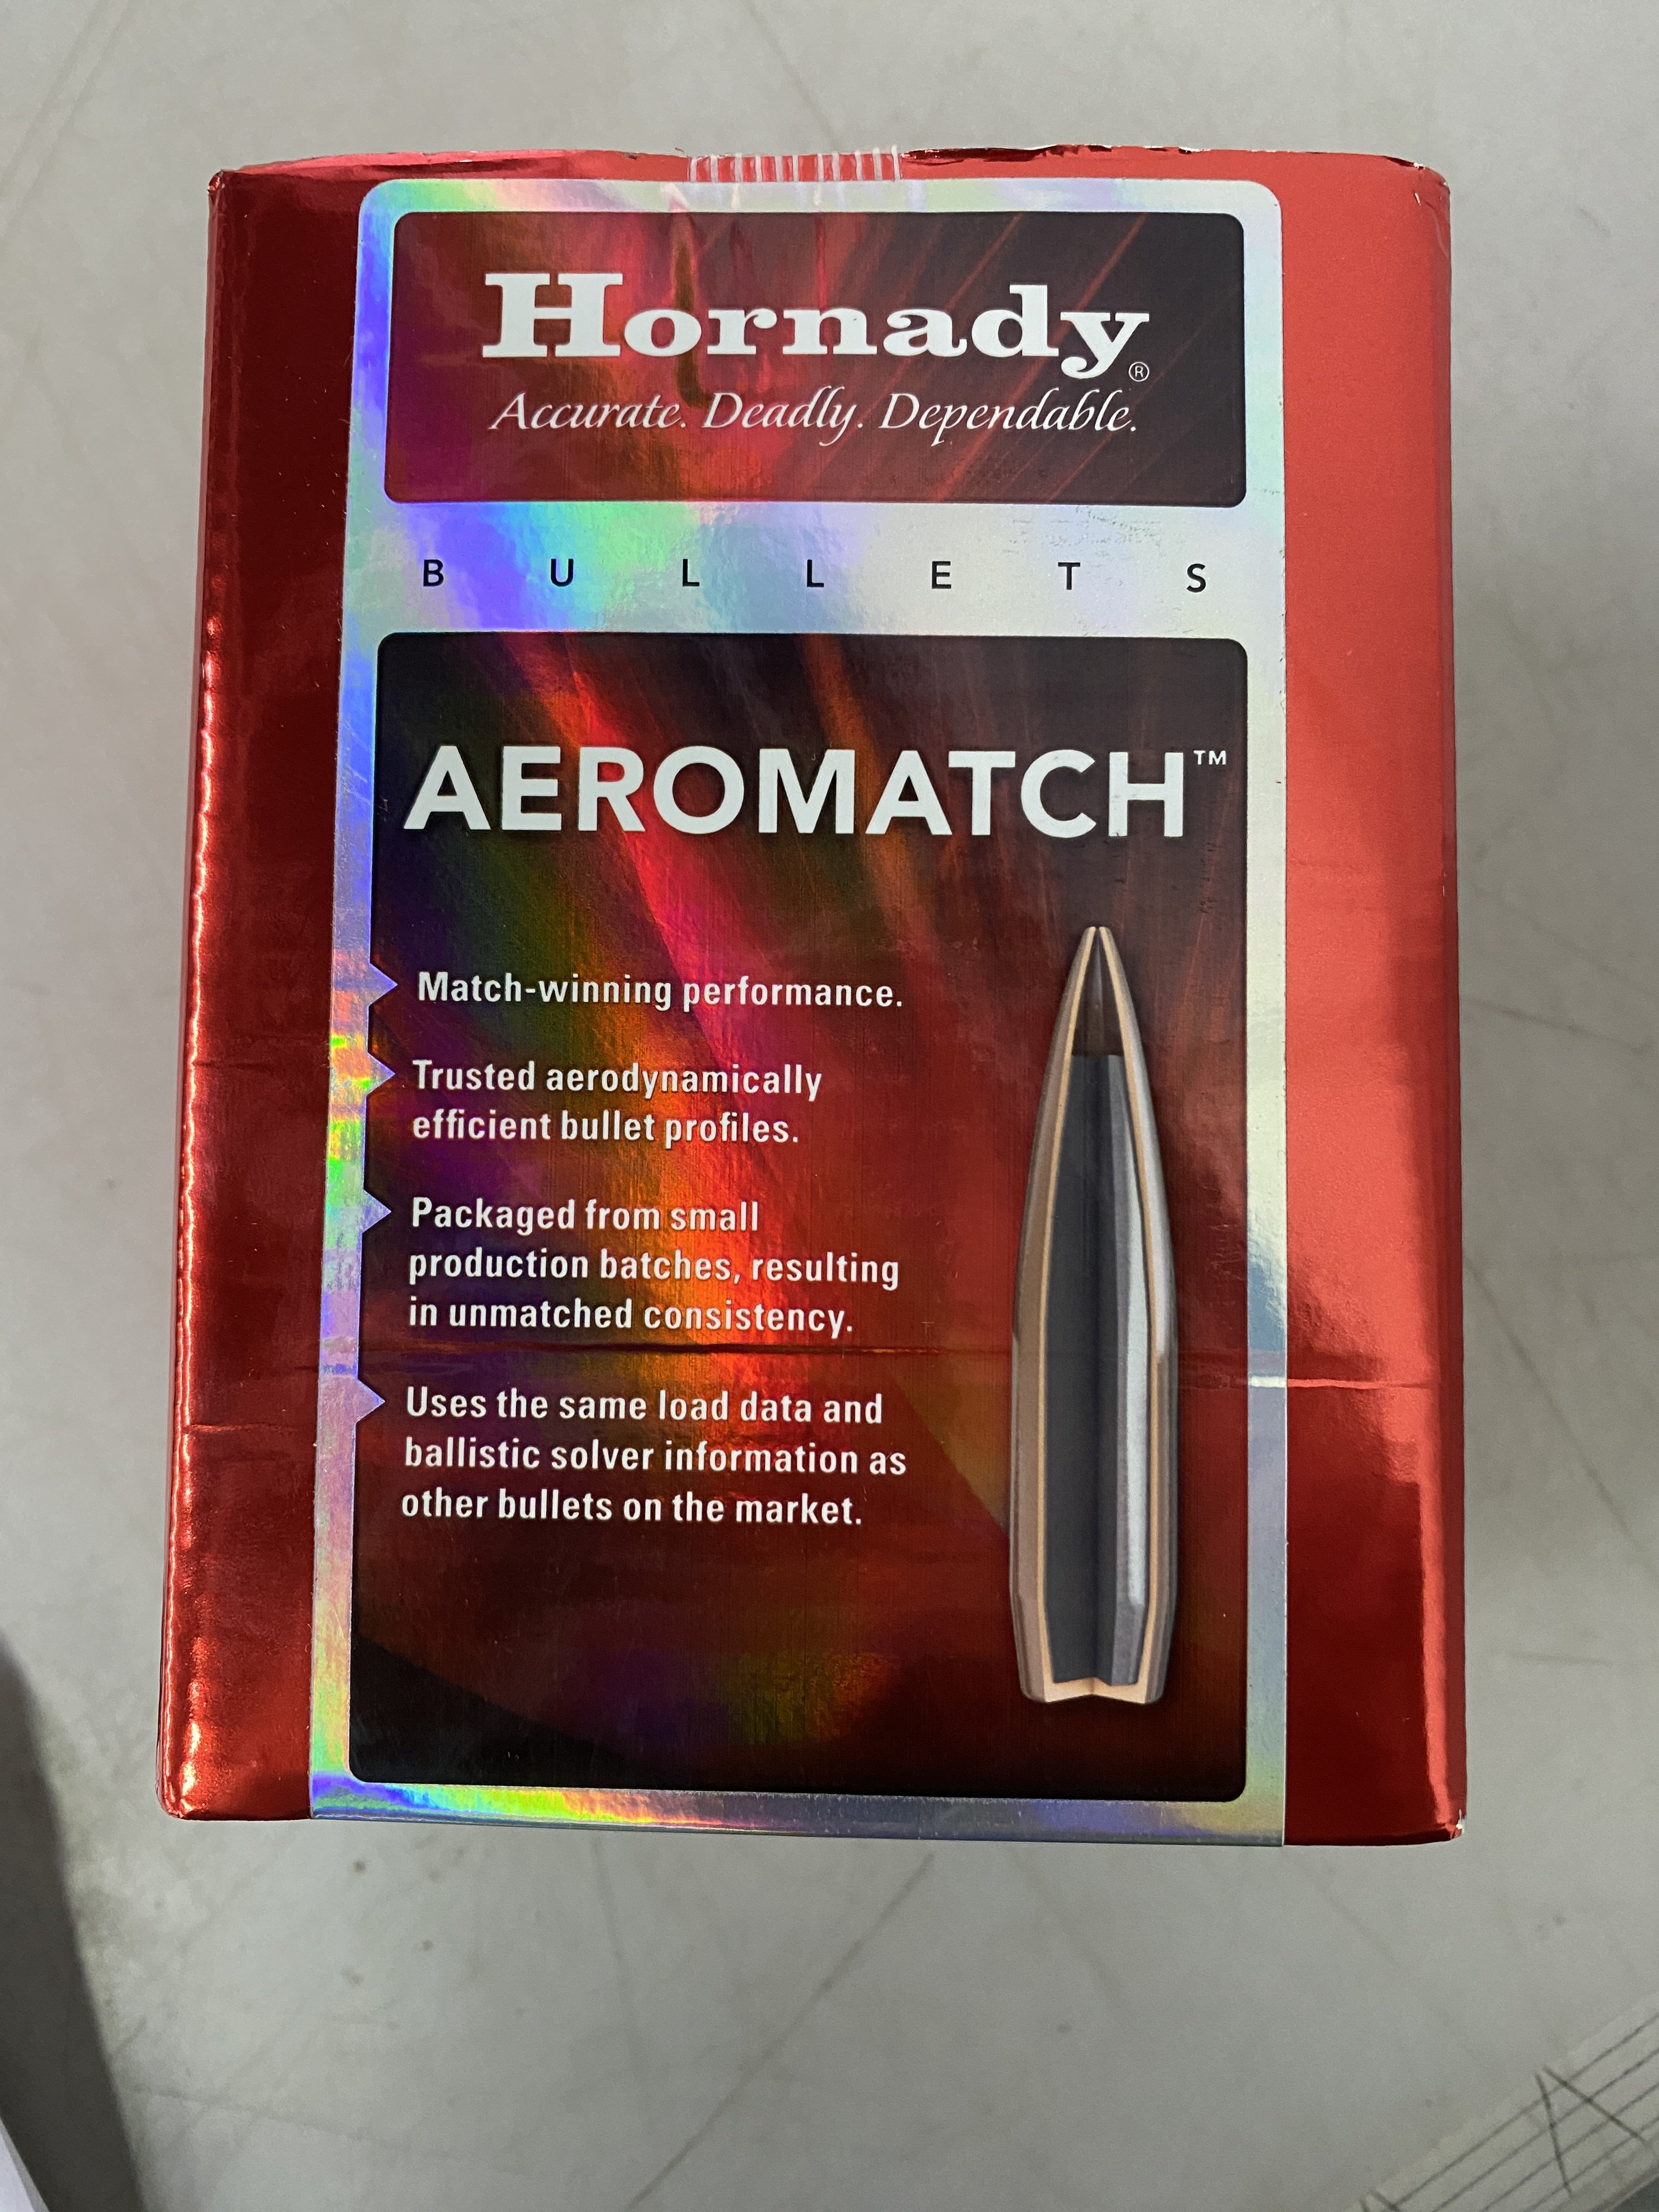 Hornady®
Accurate. Deadly. Dependable.
BULLETS
AEROMATCH™
Match-winning performance.
Trusted aerodynamically
efficient bullet profiles.
Packaged from small
production batches, resulting
in unmatched consistency.
Uses the same load data and
ballistic solver information as
other bullets on the market.